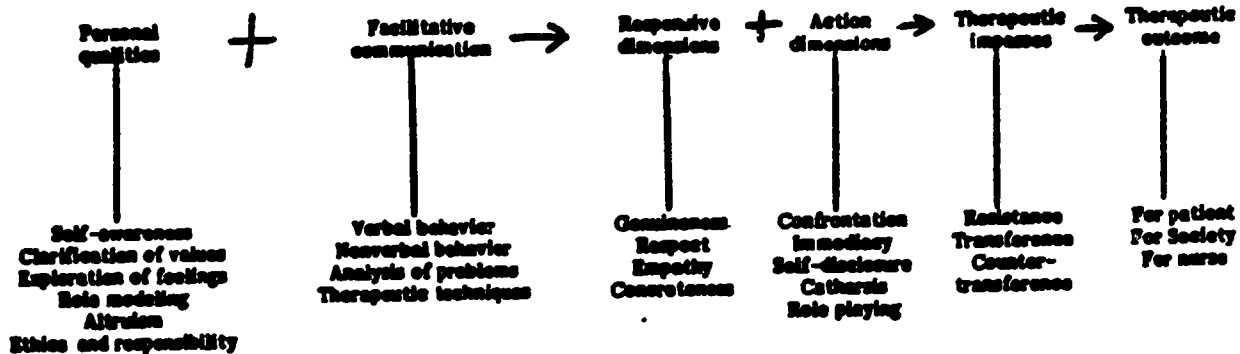 Personal
qualities
+
Facilitative
communication
→
Responsive
dimensions
+
Action
dimensions
→
Therapeutic
impasses
→
Therapeutic
outcome
Self-awareness
Clarification of values
Exploration of feelings
Role modeling
Altruism
Ethics and responsibility
Verbal behavior
Nonverbal behavior
Analysis of problems
Therapeutic techniques
Genuineness
Respect
Empathy
Concreteness
Confrontation
Immediacy
Self-disclosure
Catharsis
Role playing
Resistance
Transference
Counter-
transference
For patient
For Society
For nurse